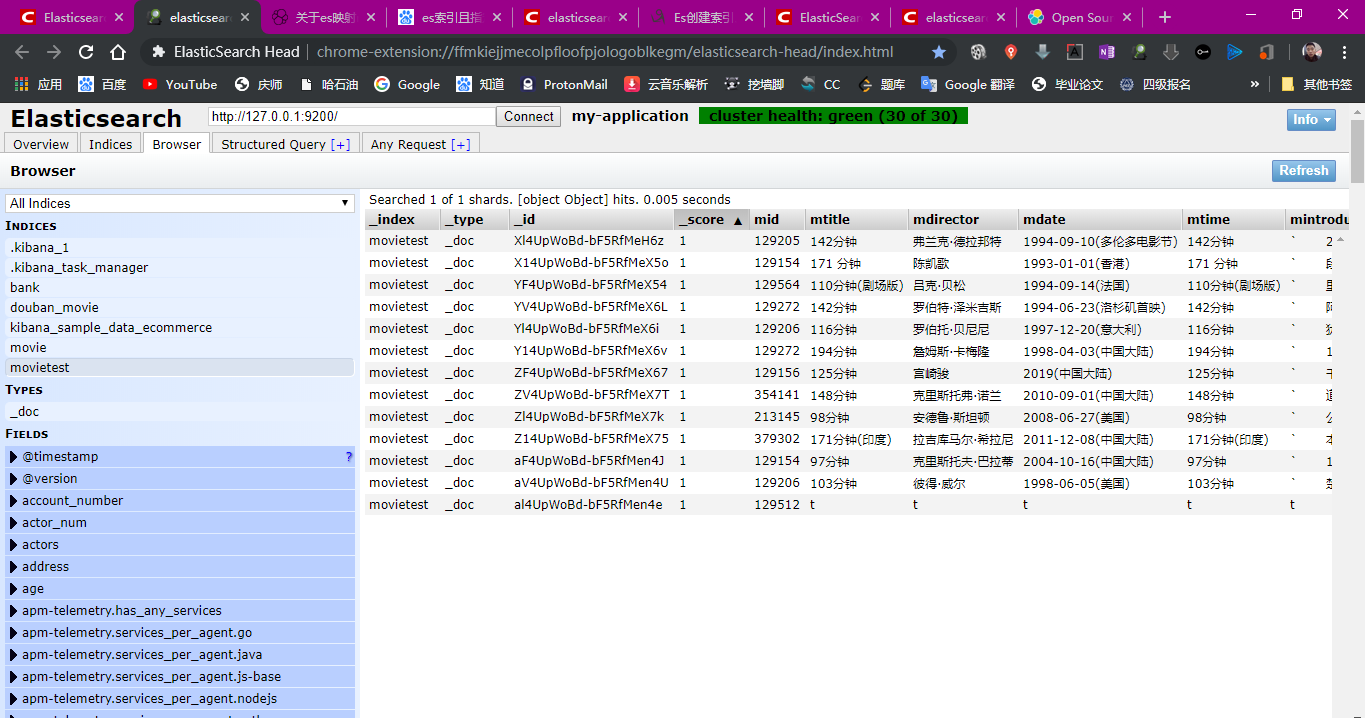 Elasticsear
elasticsear
关于es映射
es索引且指
elasticsear
Es创建索引
ElasticSear
elasticsear
Open Sour
ElasticSearch Head chrome-extension://ffmkiejjmecolpfloofpjologoblkegm/elasticsearch-head/index.html
应用 百度 YouTube 庆师 哈石油 Google 知道 ProtonMail 云音乐解析 挖墙脚 CC 题库 Google 翻译 毕业论文 四级报名 » 其他书签
Elasticsearch http://127.0.0.1:9200/ Connect my-application cluster health: green (30 of 30) Info
Overview Indices Browser Structured Query [+] Any Request [+]
Browser Refresh
All Indices
INDICES
.kibana_1
.kibana_task_manager
bank
douban_movie
kibana_sample_data_ecommerce
movie
movietest
TYPES
_doc
FIELDS
@timestamp ?
@version
account_number
actor_num
actors
address
age
apm-telemetry.has_any_services
apm-telemetry.services_per_agent.go
apm-telemetry.services_per_agent.java
apm-telemetry.services_per_agent.js-base
apm-telemetry.services_per_agent.nodejs
Searched 1 of 1 shards. [object Object] hits. 0.005 seconds
_index _type _id _score ▲ mid mtitle mdirector mdate mtime mintrodu
movietest _doc Xl4UpWoBd-bF5RfMeH6z 1 129205 142分钟 弗兰克·德拉邦特 1994-09-10(多伦多电影节) 142分钟 ` 2
movietest _doc X14UpWoBd-bF5RfMeX5o 1 129154 171 分钟 陈凯歌 1993-01-01(香港) 171 分钟 `
movietest _doc YF4UpWoBd-bF5RfMeX54 1 129564 110分钟(剧场版) 吕克·贝松 1994-09-14(法国) 110分钟(剧场版) `
movietest _doc YV4UpWoBd-bF5RfMeX6L 1 129272 142分钟 罗伯特·泽米吉斯 1994-06-23(洛杉矶首映) 142分钟 `
movietest _doc Yl4UpWoBd-bF5RfMeX6i 1 129206 116分钟 罗伯托·贝尼尼 1997-12-20(意大利) 116分钟 `
movietest _doc Y14UpWoBd-bF5RfMeX6v 1 129272 194分钟 詹姆斯·卡梅隆 1998-04-03(中国大陆) 194分钟 ` 1
movietest _doc ZF4UpWoBd-bF5RfMeX67 1 129156 125分钟 宫崎骏 2019(中国大陆) 125分钟 `
movietest _doc ZV4UpWoBd-bF5RfMeX7T 1 354141 148分钟 克里斯托弗·诺兰 2010-09-01(中国大陆) 148分钟 `
movietest _doc Zl4UpWoBd-bF5RfMeX7k 1 213145 98分钟 安德鲁·斯坦顿 2008-06-27(美国) 98分钟 `
movietest _doc Z14UpWoBd-bF5RfMeX75 1 379302 171分钟(印度) 拉吉库马尔·希拉尼 2011-12-08(中国大陆) 171分钟(印度) `
movietest _doc aF4UpWoBd-bF5RfMen4J 1 129154 97分钟 克里斯托夫·巴拉蒂 2004-10-16(中国大陆) 97分钟 ` 1
movietest _doc aV4UpWoBd-bF5RfMen4U 1 129206 103分钟 彼得·威尔 1998-06-05(美国) 103分钟 `
movietest _doc al4UpWoBd-bF5RfMen4e 1 129512 t t t t t